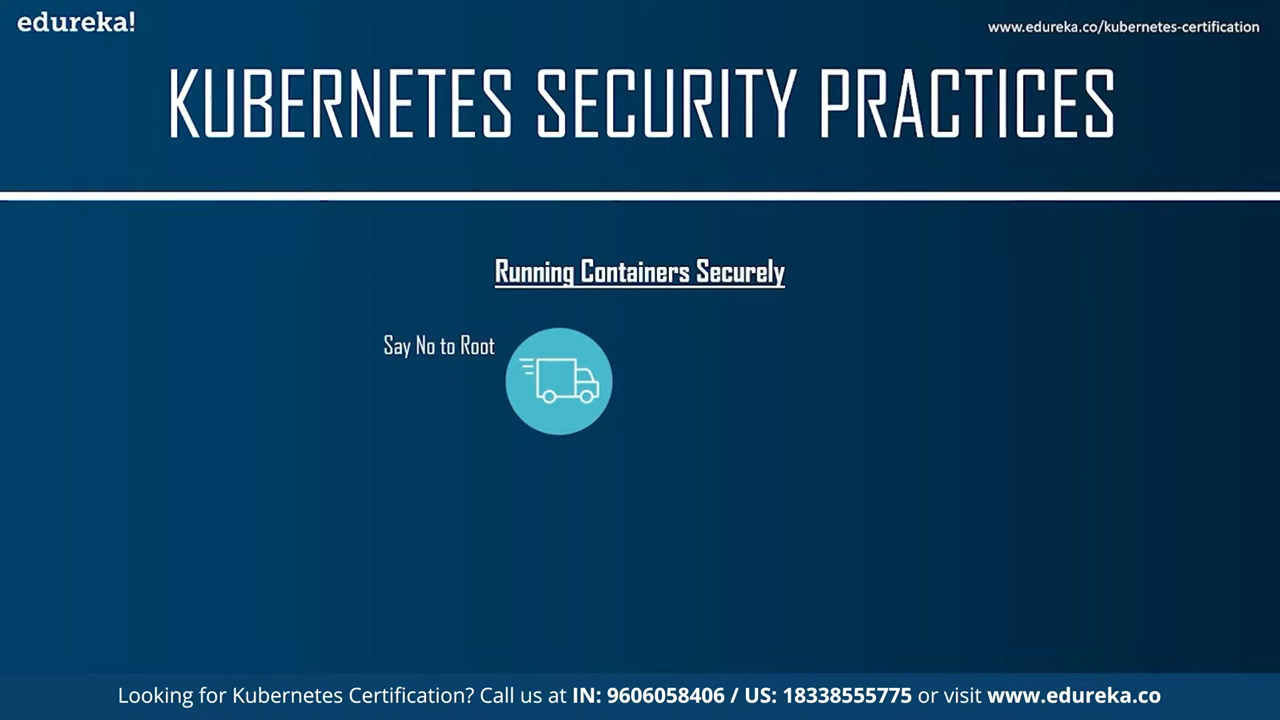 edureka!
www.edureka.co/kubernetes-certification
KUBERNETES SECURITY PRACTICES
Running Containers Securely
Say No to Root
Looking for Kubernetes Certification? Call us at IN: 9606058406 / US: 18338555775 or visit www.edureka.co